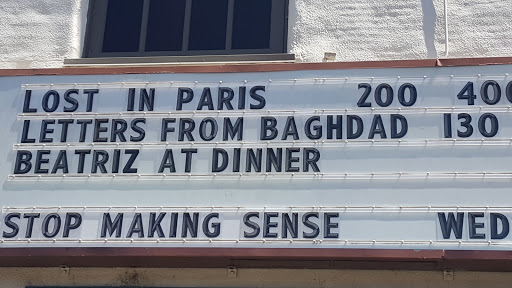 LOST IN PARIS 200 400
LETTERS FROM BAGHDAD 130
BEATRIZ AT DINNER
STOP MAKING SENSE WED